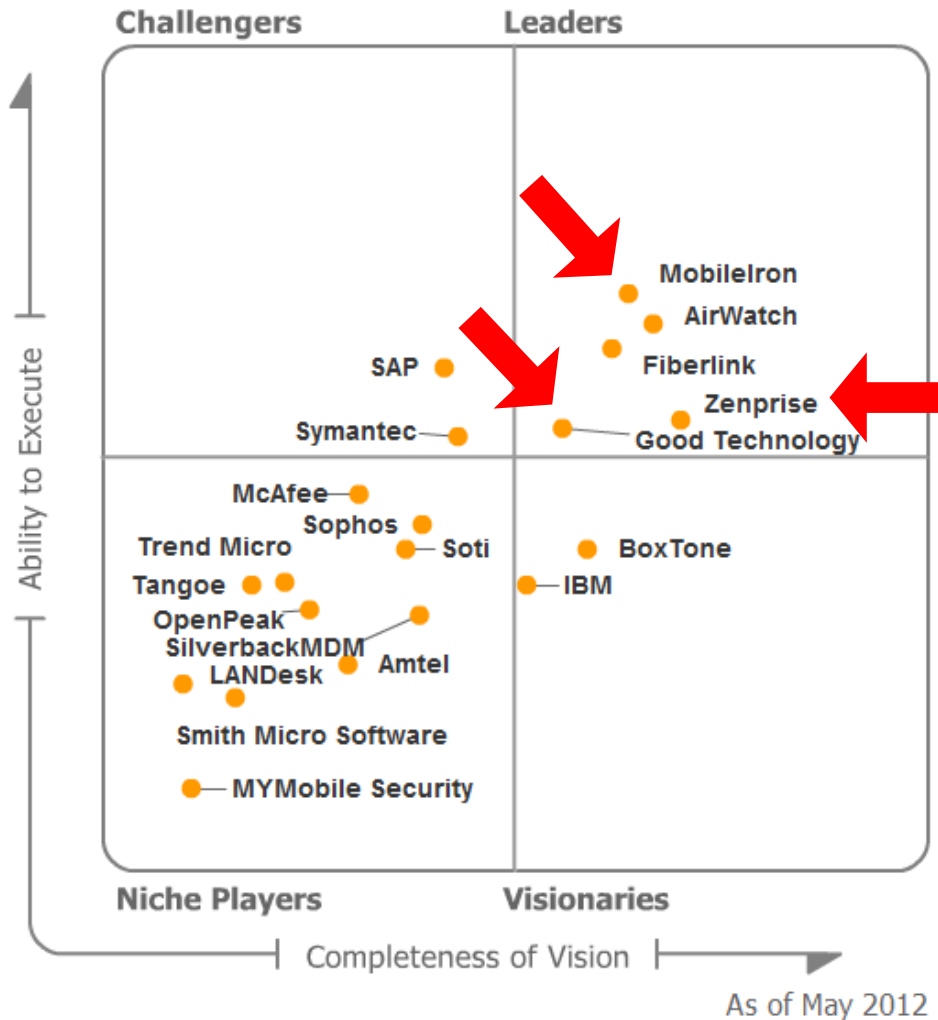 Challengers
Leaders
MobileIron
AirWatch
SAP
Fiberlink
Zenprise
Symantec
Good Technology
McAfee
Sophos
Trend Micro
Soti
BoxTone
Tangoe
IBM
OpenPeak
SilverbackMDM
Amtel
LANDesk
Smith Micro Software
MYMobile Security
Niche Players
Visionaries
Ability to Execute
Completeness of Vision
As of May 2012